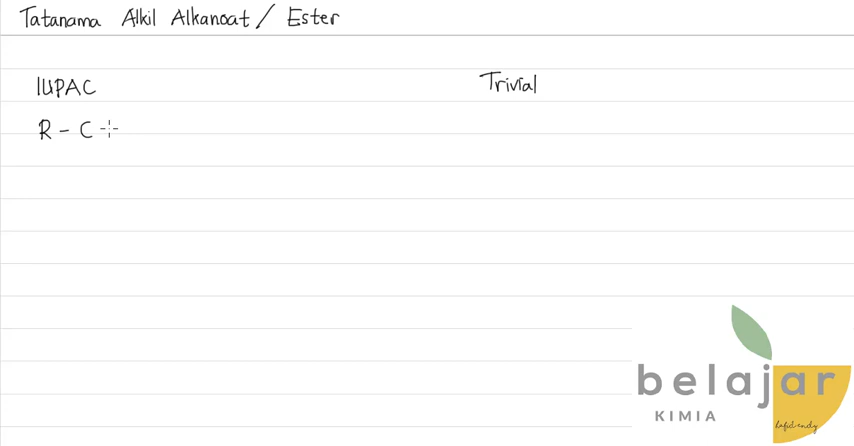 Tatanama Alkil Alkanoat / Ester
IUPAC
Trivial
R - C -
belajar
KIMIA